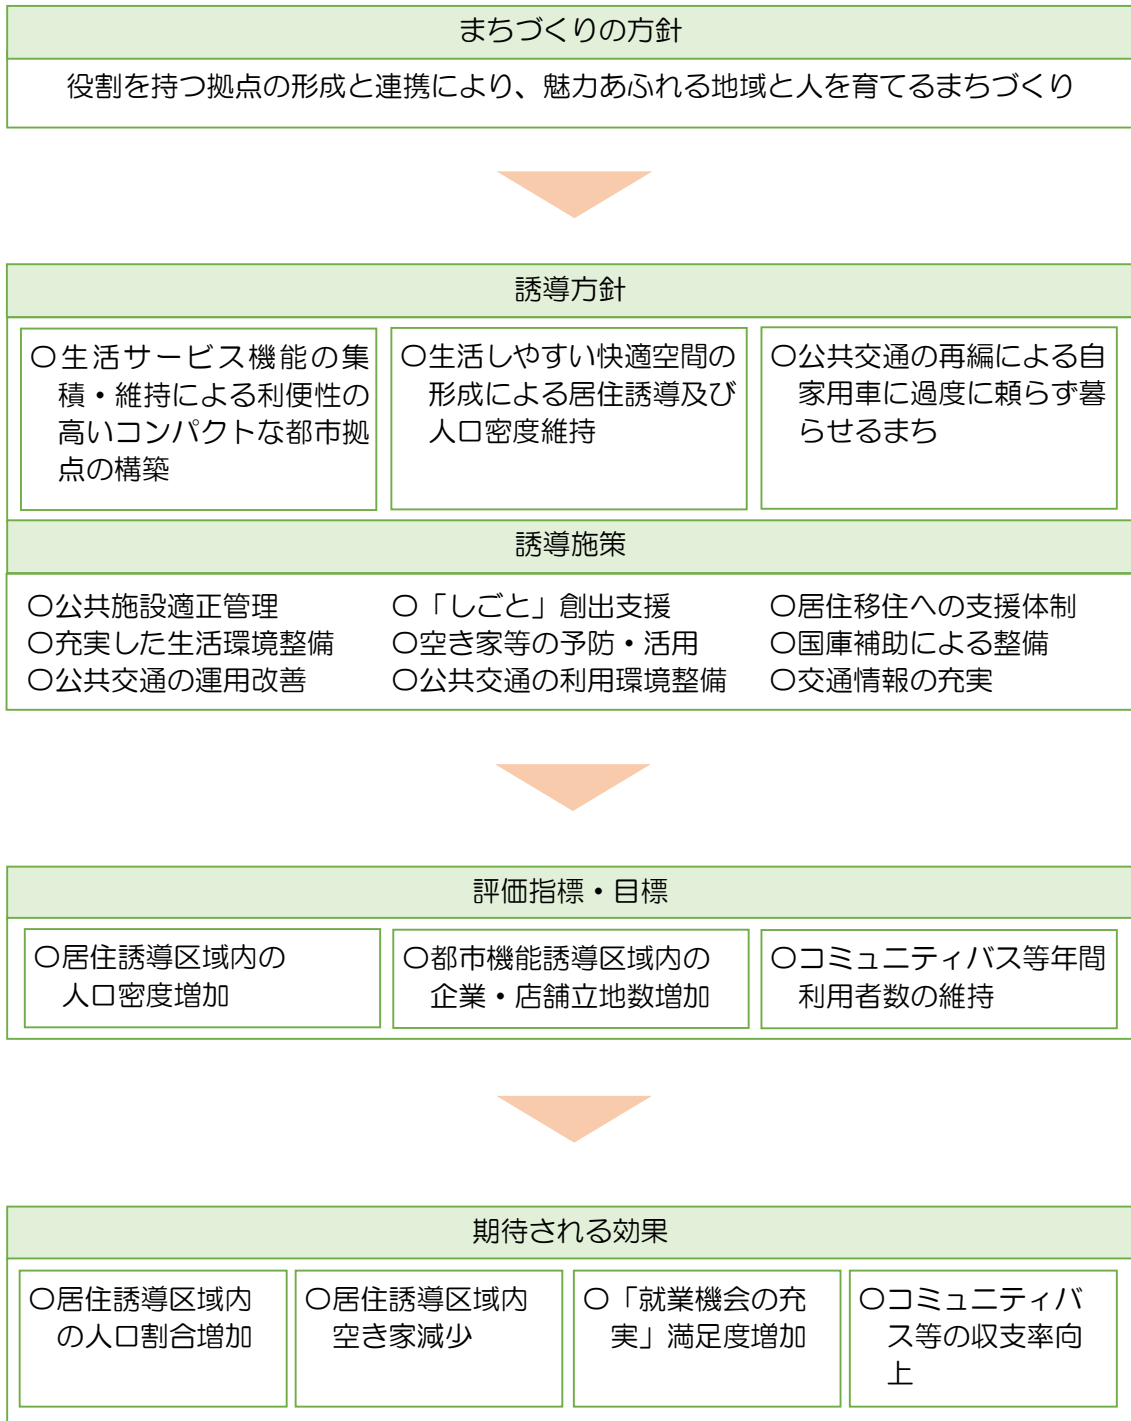 まちづくりの方針
役割を持つ拠点の形成と連携により、魅力あふれる地域と人を育てるまちづくり
誘導方針
〇生活サービス機能の集
積・維持による利便性の
高いコンパクトな都市拠
点の構築
〇生活しやすい快適空間の
形成による居住誘導及び
人口密度維持
〇公共交通の再編による自
家用車に過度に頼らず暮
らせるまち
誘導施策
〇公共施設適正管理
〇「しごと」創出支援
〇居住移住への支援体制
〇充実した生活環境整備
〇空き家等の予防・活用
〇国庫補助による整備
〇公共交通の運用改善
〇公共交通の利用環境整備
〇交通情報の充実
評価指標・目標
〇居住誘導区域内の
人口密度増加
〇都市機能誘導区域内の
企業・店舗立地数増加
〇コミュニティバス等年間
利用者数の維持
期待される効果
〇居住誘導区域内
の人口割合増加
〇居住誘導区域内
空き家減少
〇「就業機会の充
実」満足度増加
〇コミュニティバ
ス等の収支率向
上